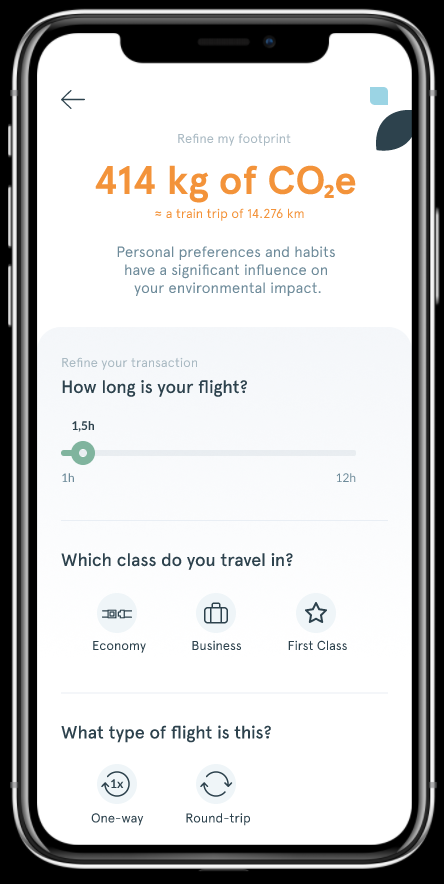 Refine my footprint
414 kg of CO₂e
≈ a train trip of 14.276 km
Personal preferences and habits
have a significant influence on
your environmental impact.
Refine your transaction
How long is your flight?
1,5h
1h 12h
Which class do you travel in?
Economy Business First Class
What type of flight is this?
1x
One-way Round-trip